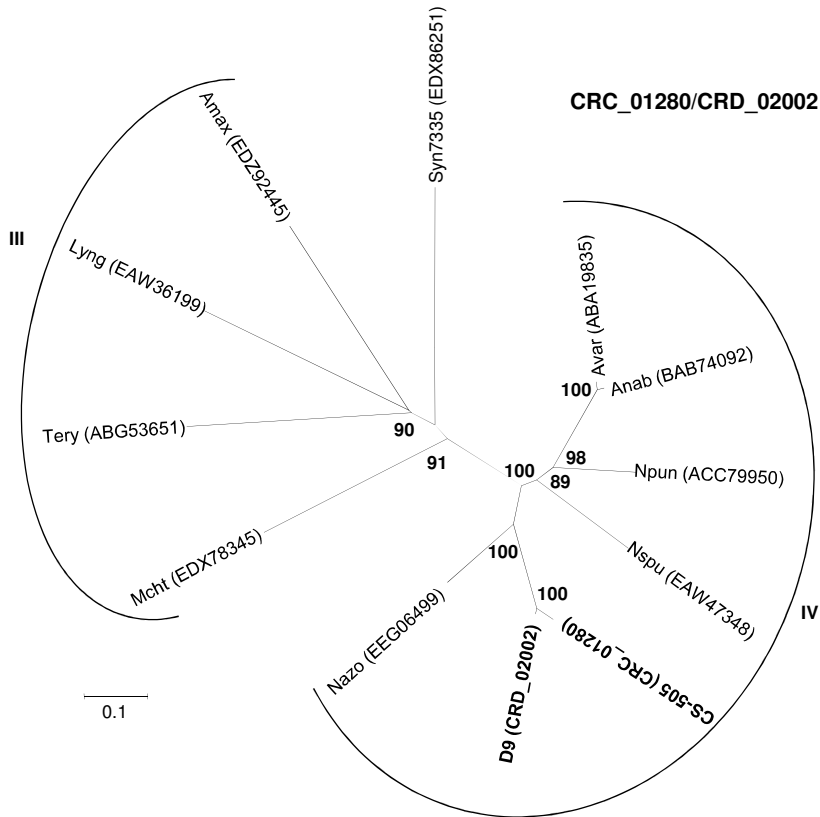 Syn7335 (EDX86251)
CRC_01280/CRD_02002
Amax (EDZ92445)
III
Lyng (EAW36199)
Avar (ABA19835)
Anab (BAB74092)
100
Tery (ABG53651)
90
91
100
98
89
Npun (ACC79950)
Mcht (EDX78345)
100
Nspu (EAW47348)
100
IV
Nazo (EEG06499)
D9 (CRD_02002)
CS-505 (CRC_01280)
0.1